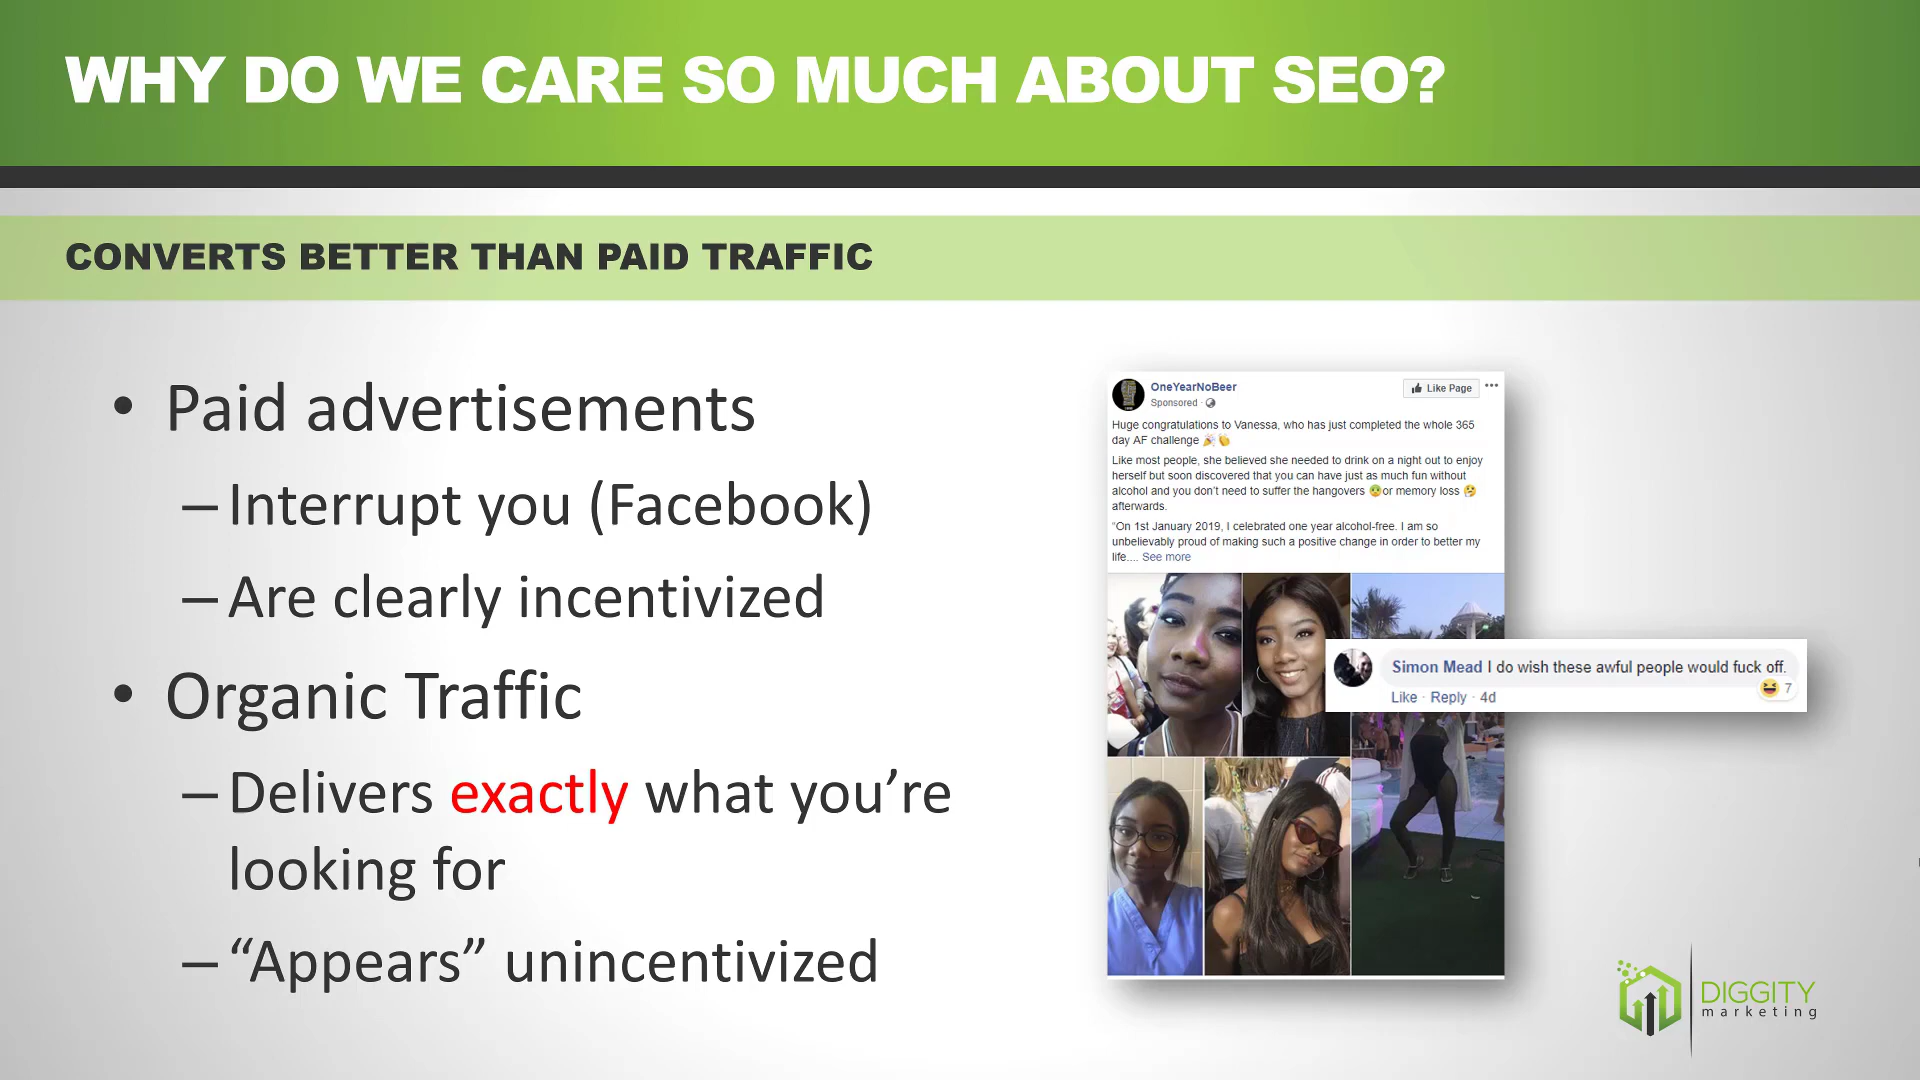 WHY DO WE CARE SO MUCH ABOUT SEO?
CONVERTS BETTER THAN PAID TRAFFIC
• Paid advertisements
– Interrupt you (Facebook)
– Are clearly incentivized
• Organic Traffic
– Delivers exactly what you’re
looking for
– “Appears” unincentivized
OneYearNoBeer
Sponsored ·
Like Page
Huge congratulations to Vanessa, who has just completed the whole 365
day AF challenge 🎉👏
Like most people, she believed she needed to drink on a night out to enjoy
herself but soon discovered that you can have just as much fun without
alcohol and you don't need to suffer the hangovers 😨or memory loss 🤔
afterwards.
“On 1st January 2019, I celebrated one year alcohol-free. I am so
unbelievably proud of making such a positive change in order to better my
life.... See more
Simon Mead I do wish these awful people would fuck off.
Like · Reply · 4d
😆 7
DIGGITY
marketing